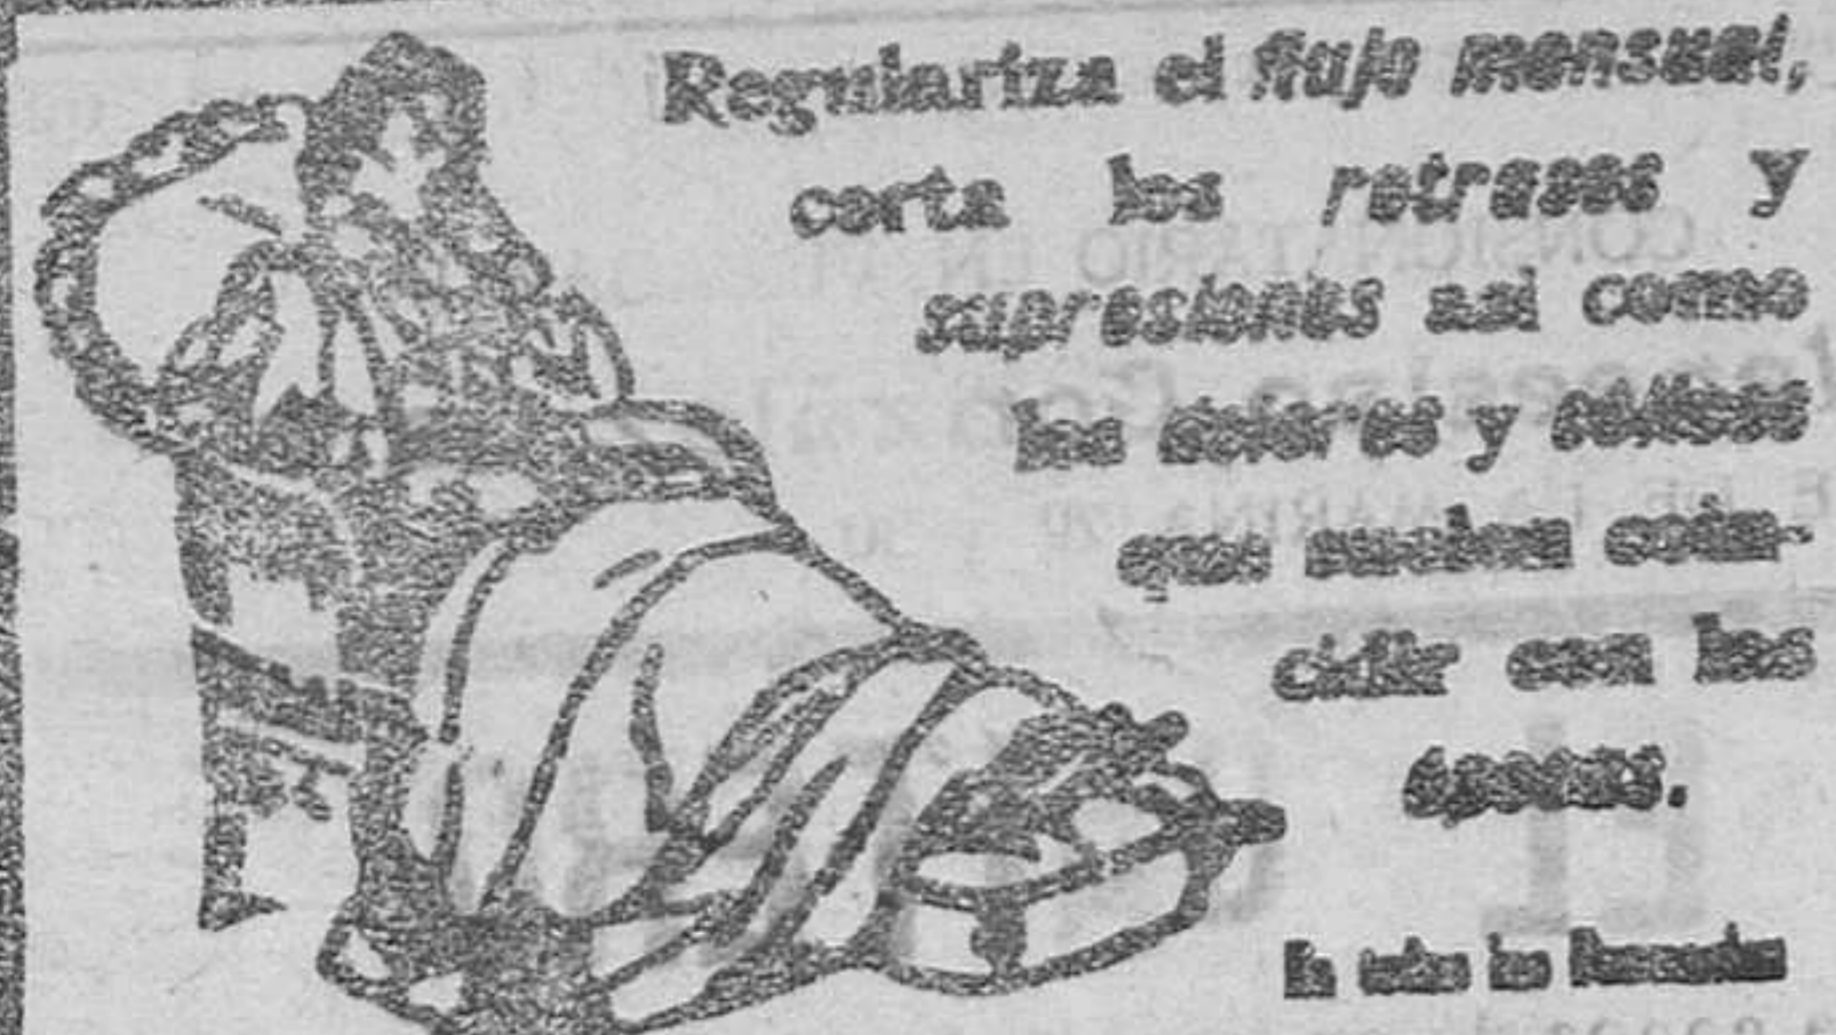 Regulariza el flujo mensual,
corta los retrasos y
supresiones asi como
los dolores y cólicos
que suelen coin-
cidir con las
épocas.
En todas las Farmacias